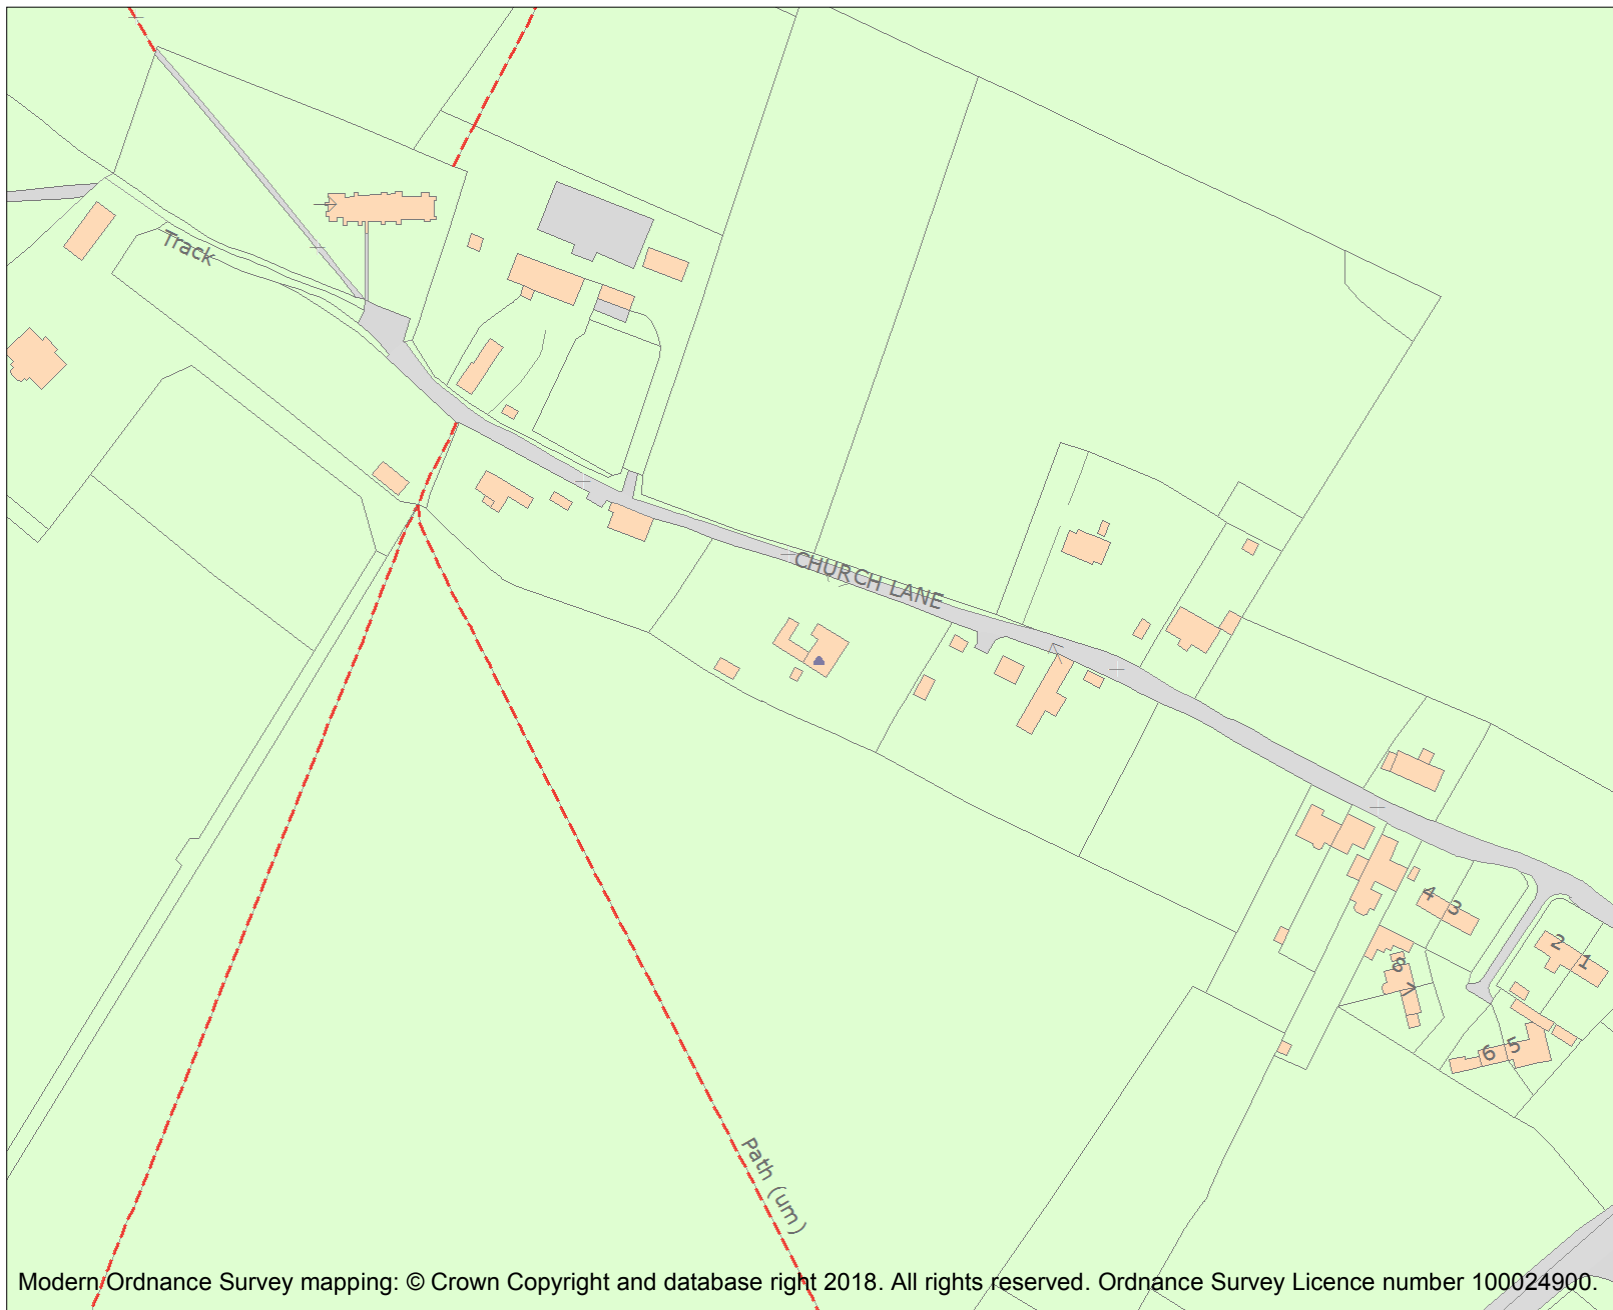 Track
CHURCH LANE
4
3
2
1
8
7
6
5
Path (um)
Modern Ordnance Survey mapping: © Crown Copyright and database right 2018. All rights reserved. Ordnance Survey Licence number 100024900.